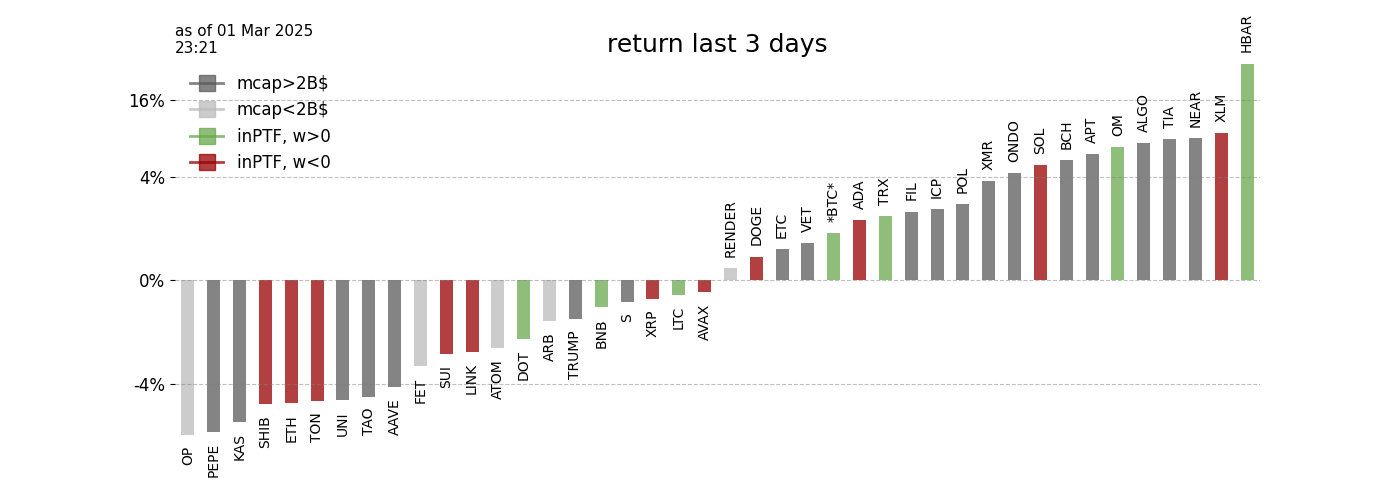 as of 01 Mar 2025
23:21
return last 3 days
mcap>2B$
mcap<2B$
inPTF, w>0
inPTF, w<0
16%
4%
0%
-4%
OP
PEPE
KAS
SHIB
ETH
TON
UNI
TAO
AAVE
FET
SUI
LINK
ATOM
DOT
ARB
TRUMP
BNB
S
XRP
LTC
AVAX
RENDER
DOGE
ETC
VET
*BTC*
ADA
TRX
FIL
ICP
POL
XMR
ONDO
SOL
BCH
APT
OM
ALGO
TIA
NEAR
XLM
HBAR